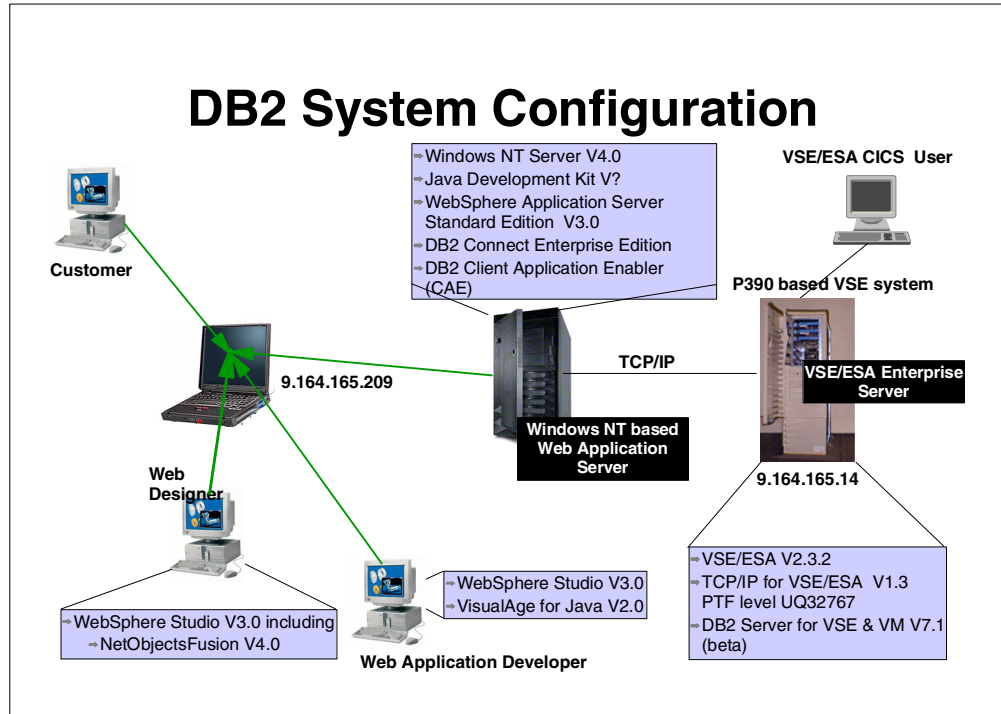 DB2 System Configuration
⇒Windows NT Server V4.0
⇒Java Development Kit V?
⇒WebSphere Application Server
Standard Edition V3.0
⇒DB2 Connect Enterprise Edition
⇒DB2 Client Application Enabler
(CAE)
VSE/ESA CICS User
Customer
P390 based VSE system
9.164.165.209
TCP/IP
VSE/ESA Enterprise
Server
Windows NT based
Web Application
Server
9.164.165.14
Web
Designer
⇒WebSphere Studio V3.0 including
⇒NetObjectsFusion V4.0
⇒WebSphere Studio V3.0
⇒VisualAge for Java V2.0
Web Application Developer
⇒VSE/ESA V2.3.2
⇒TCP/IP for VSE/ESA V1.3
PTF level UQ32767
⇒DB2 Server for VSE & VM V7.1
(beta)